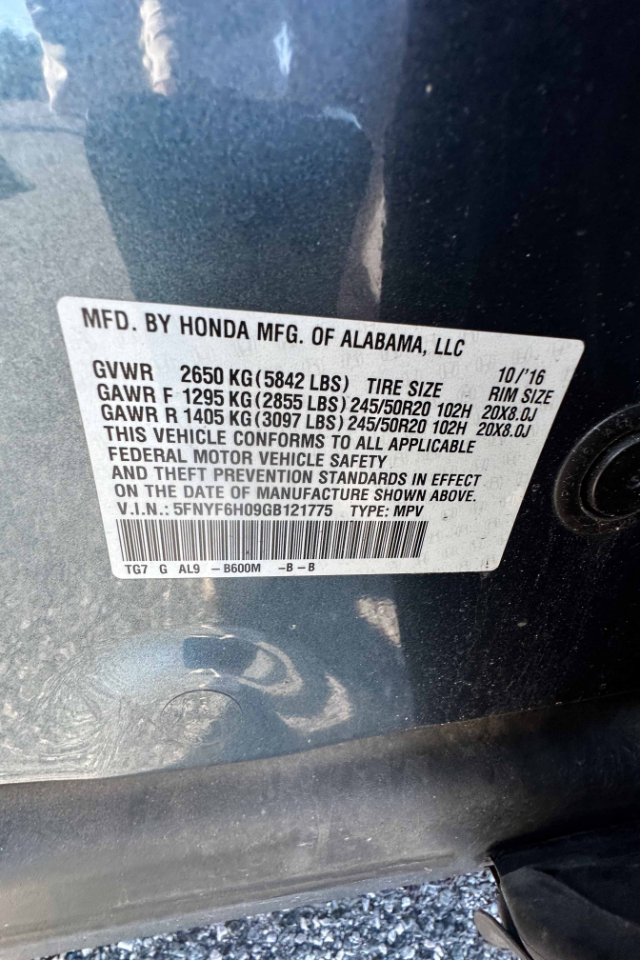 MFD. BY HONDA MFG. OF ALABAMA, LLC
GVWR 2650 KG(5842 LBS) TIRE SIZE 10/'16 RIM SIZE
GAWR F 1295 KG(2855 LBS)245/50R20 102H 20X8.0J
GAWR R 1405 KG(3097 LBS)245/50R20 102H 20X8.0J
THIS VEHICLE CONFORMS TO ALL APPLICABLE
FEDERAL MOTOR VEHICLE SAFETY
AND THEFT PREVENTION STANDARDS IN EFFECT
ON THE DATE OF MANUFACTURE SHOWN ABOVE.
V.I.N.: 5FNYF6H09GB121775 TYPE: MPV
TG7 G AL9 -B600M -B-B